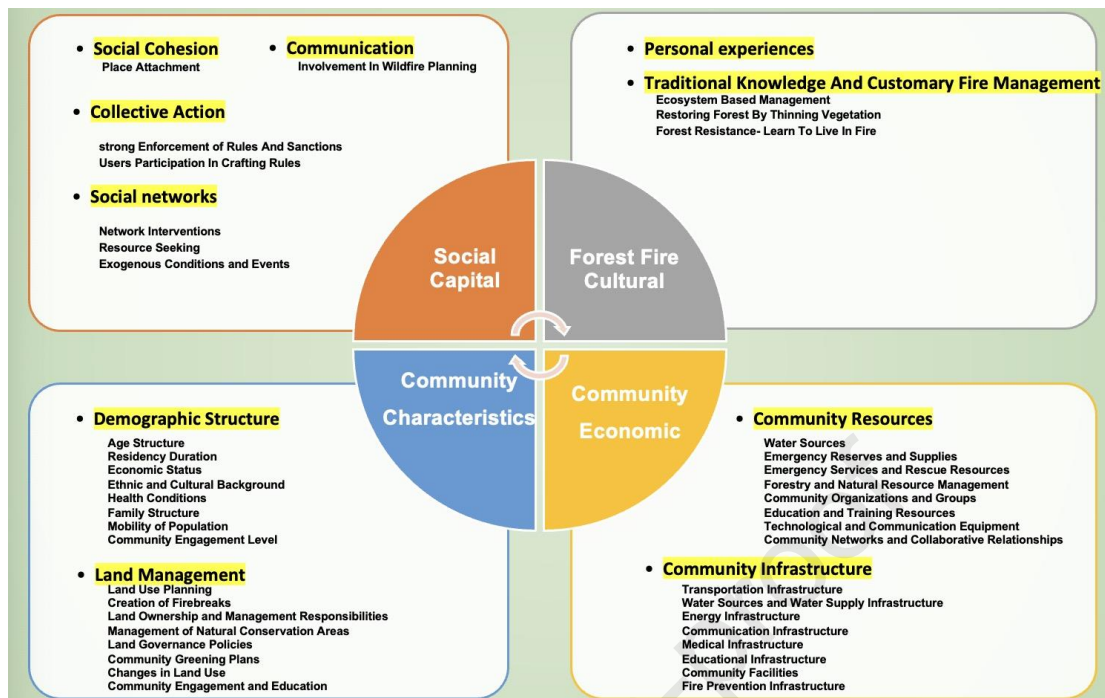 Social Cohesion
Place Attachment
Communication
Involvement In Wildfire Planning
Collective Action
strong Enforcement of Rules And Sanctions
Users Participation In Crafting Rules
Social networks
Network Interventions
Resource Seeking
Exogenous Conditions and Events
Personal experiences
Traditional Knowledge And Customary Fire Management
Ecosystem Based Management
Restoring Forest By Thinning Vegetation
Forest Resistance- Learn To Live In Fire
Social
Capital
Forest Fire
Cultural
Community
Characteristics
Community
Economic
Demographic Structure
Age Structure
Residency Duration
Economic Status
Ethnic and Cultural Background
Health Conditions
Family Structure
Mobility of Population
Community Engagement Level
Land Management
Land Use Planning
Creation of Firebreaks
Land Ownership and Management Responsibilities
Management of Natural Conservation Areas
Land Governance Policies
Community Greening Plans
Changes in Land Use
Community Engagement and Education
Community Resources
Water Sources
Emergency Reserves and Supplies
Emergency Services and Rescue Resources
Forestry and Natural Resource Management
Community Organizations and Groups
Education and Training Resources
Technological and Communication Equipment
Community Networks and Collaborative Relationships
Community Infrastructure
Transportation Infrastructure
Water Sources and Water Supply Infrastructure
Energy Infrastructure
Communication Infrastructure
Medical Infrastructure
Educational Infrastructure
Community Facilities
Fire Prevention Infrastructure